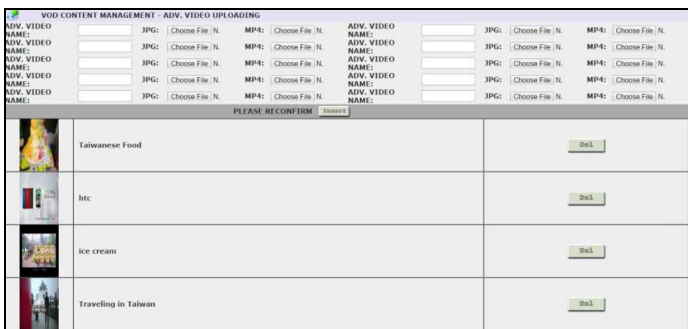 VOD CONTENT MANAGEMENT - ADV. VIDEO UPLOADING
ADV. VIDEO NAME: JPG: Choose File N. MP4: Choose File N. ADV. VIDEO NAME: JPG: Choose File N. MP4: Choose File N.
ADV. VIDEO NAME: JPG: Choose File N. MP4: Choose File N. ADV. VIDEO NAME: JPG: Choose File N. MP4: Choose File N.
ADV. VIDEO NAME: JPG: Choose File N. MP4: Choose File N. ADV. VIDEO NAME: JPG: Choose File N. MP4: Choose File N.
ADV. VIDEO NAME: JPG: Choose File N. MP4: Choose File N. ADV. VIDEO NAME: JPG: Choose File N. MP4: Choose File N.
ADV. VIDEO NAME: JPG: Choose File N. MP4: Choose File N. ADV. VIDEO NAME: JPG: Choose File N. MP4: Choose File N.
PLEASE RECONFIRM Insert
Taiwanese Food Del
htc Del
ice cream Del
Traveling in Taiwan Del